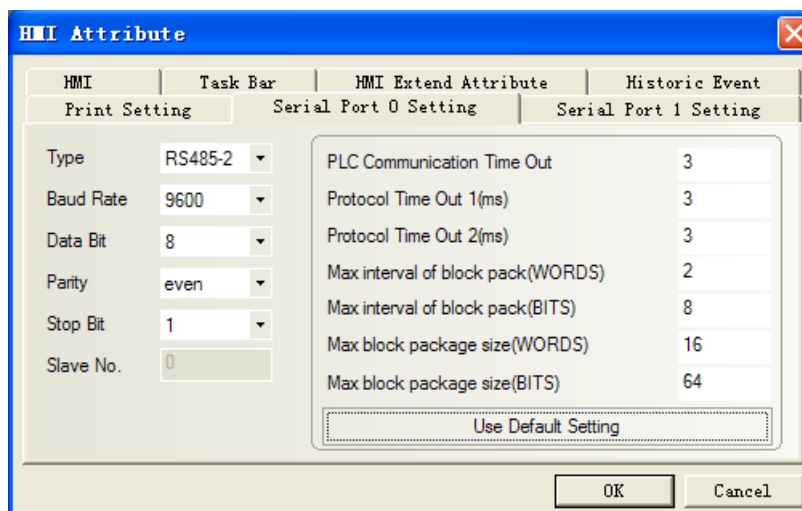 HMI Attribute
HMI Task Bar HMI Extend Attribute Historic Event
Print Setting Serial Port 0 Setting Serial Port 1 Setting
Type RS485-2
Baud Rate 9600
Data Bit 8
Parity even
Stop Bit 1
Slave No. 0
PLC Communication Time Out 3
Protocol Time Out 1(ms) 3
Protocol Time Out 2(ms) 3
Max interval of block pack(WORDS) 2
Max interval of block pack(BITS) 8
Max block package size(WORDS) 16
Max block package size(BITS) 64
Use Default Setting
OK Cancel